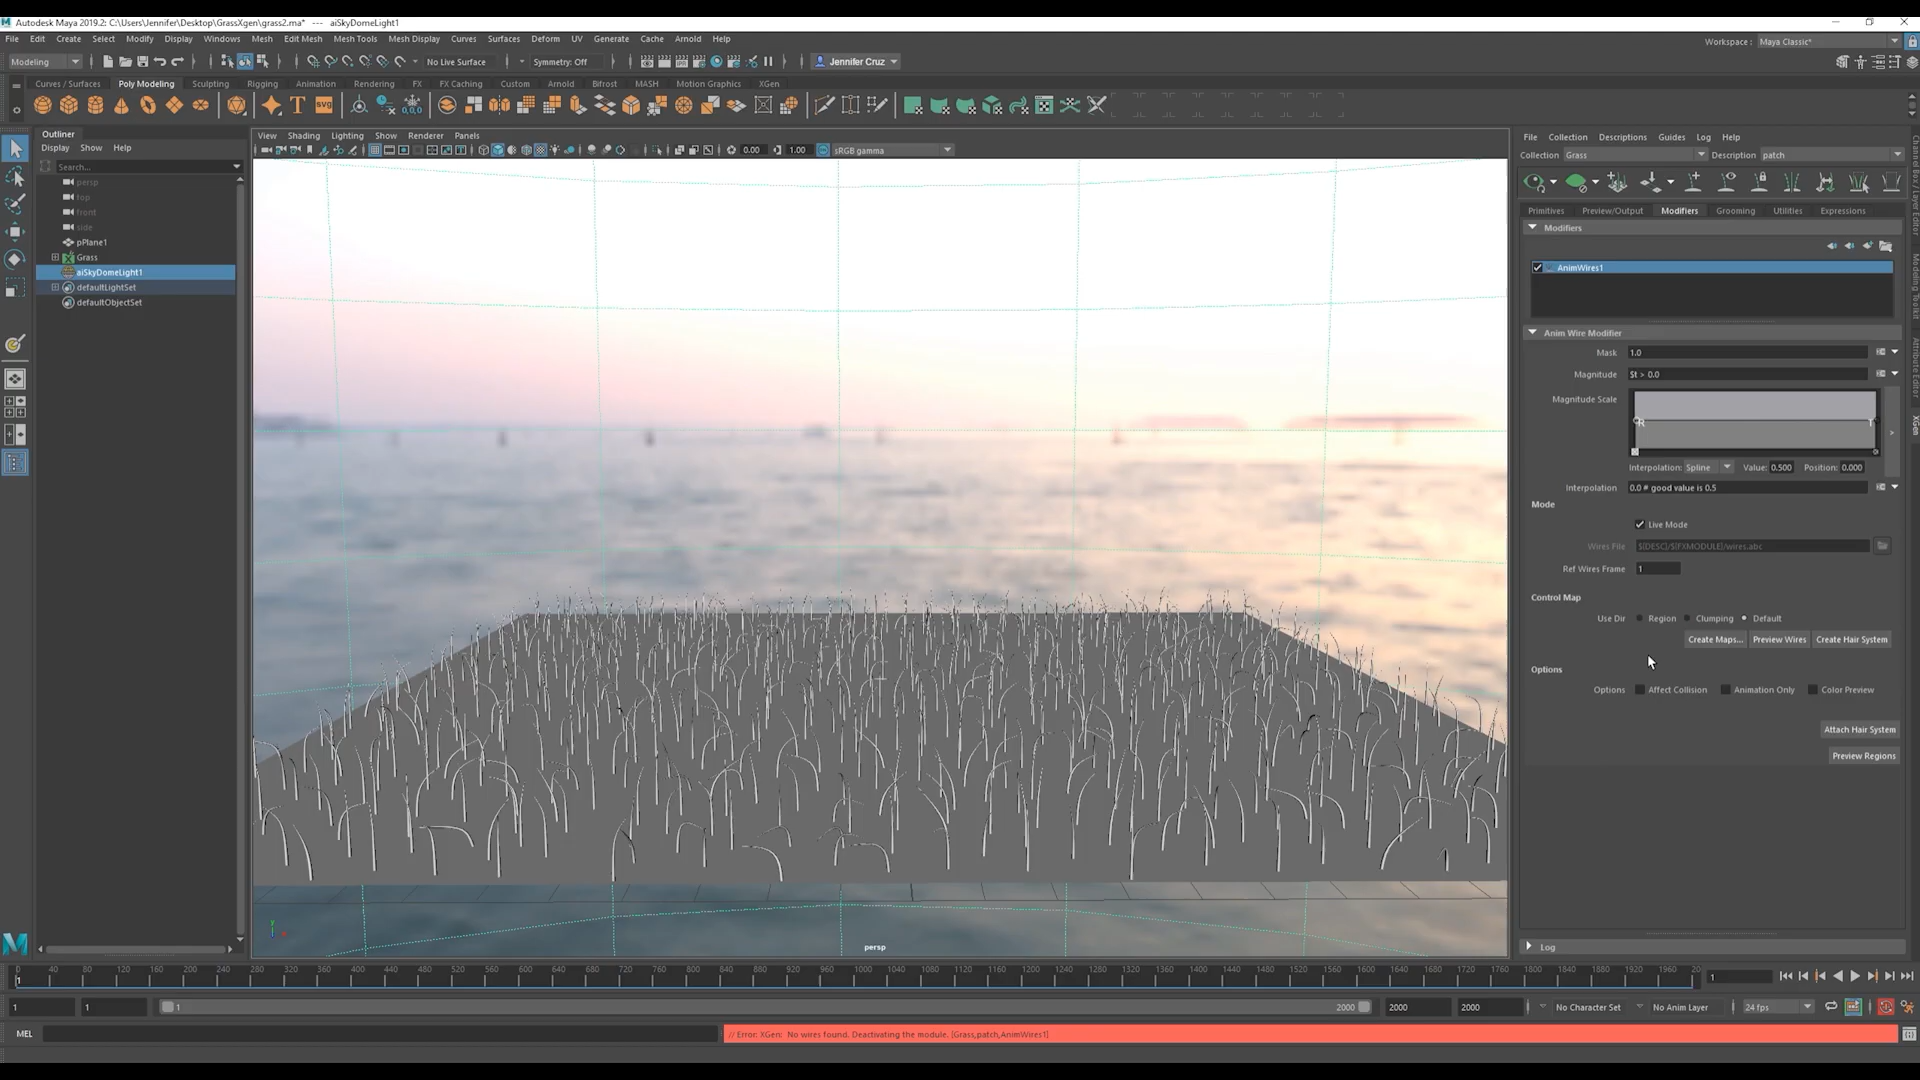 Autodesk Maya 2019.2: C:\Users\Jennifer\Desktop\GrassXgen\grass2.ma* --- aiSkyDomeLight1
File Edit Create Select Modify Display Windows Mesh Edit Mesh Mesh Tools Mesh Display Curves Surfaces Deform UV Generate Cache Arnold Help
Workspace : Maya Classic*
Modeling No Live Surface Symmetry: Off Jennifer Cruz
Curves / Surfaces Poly Modeling Sculpting Rigging Animation Rendering FX FX Caching Custom Arnold Bifrost MASH Motion Graphics XGen
SVG
Outliner
Display Show Help
Search...
persp
top
front
side
pPlane1
Grass
aiSkyDomeLight1
defaultLightSet
defaultObjectSet
View Shading Lighting Show Renderer Panels
0.00 1.00 sRGB gamma
persp
File Collection Descriptions Guides Log Help
Collection Grass Description patch
Primitives Preview/Output Modifiers Grooming Utilities Expressions
Modifiers
AnimWires1
Anim Wire Modifier
Mask 1.0
Magnitude $t > 0.0
Magnitude Scale
R T
Interpolation: Spline Value: 0.500 Position: 0.000
Interpolation 0.0 # good value is 0.5
Mode
Live Mode
Wires File ${DESC}/${FXMODULE}/wires.abc
Ref Wires Frame 1
Control Map
Use Dir Region Clumping Default
Create Maps... Preview Wires Create Hair System
Options
Options Affect Collision Animation Only Color Preview
Attach Hair System
Preview Regions
Log
Channel Box / Layer Editor
Modeling Toolkit
Attribute Editor
XGen
0 40 80 120 160 200 240 280 320 360 400 440 480 520 560 600 640 680 720 760 800 840 880 920 960 1000 1040 1080 1120 1160 1200 1240 1280 1320 1360 1400 1440 1480 1520 1560 1600 1640 1680 1720 1760 1800 1840 1880 1920 1960 20
1 1
1 1 1 2000 2000 2000 No Character Set No Anim Layer 24 fps
MEL // Error: XGen: No wires found. Deactivating the module. [Grass,patch,AnimWires1]